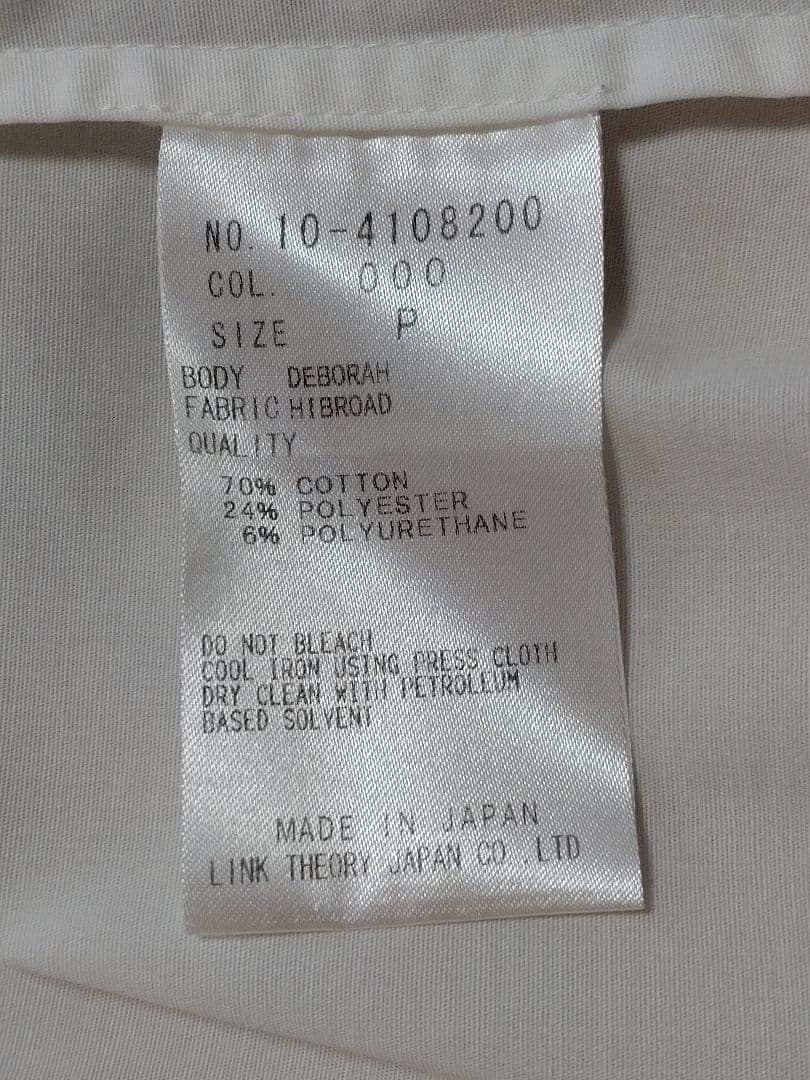 NO. 10-4108200
COL. 000
SIZE P
BODY DEBORAH
FABRIC HIBROAD
QUALITY
70% COTTON
24% POLYESTER
6% POLYURETHANE
DO NOT BLEACH
COOL IRON USING PRESS CLOTH
DRY CLEAN WITH PETROLEUM
BASED SOLVENT
MADE IN JAPAN
LINK THEORY JAPAN CO.,LTD